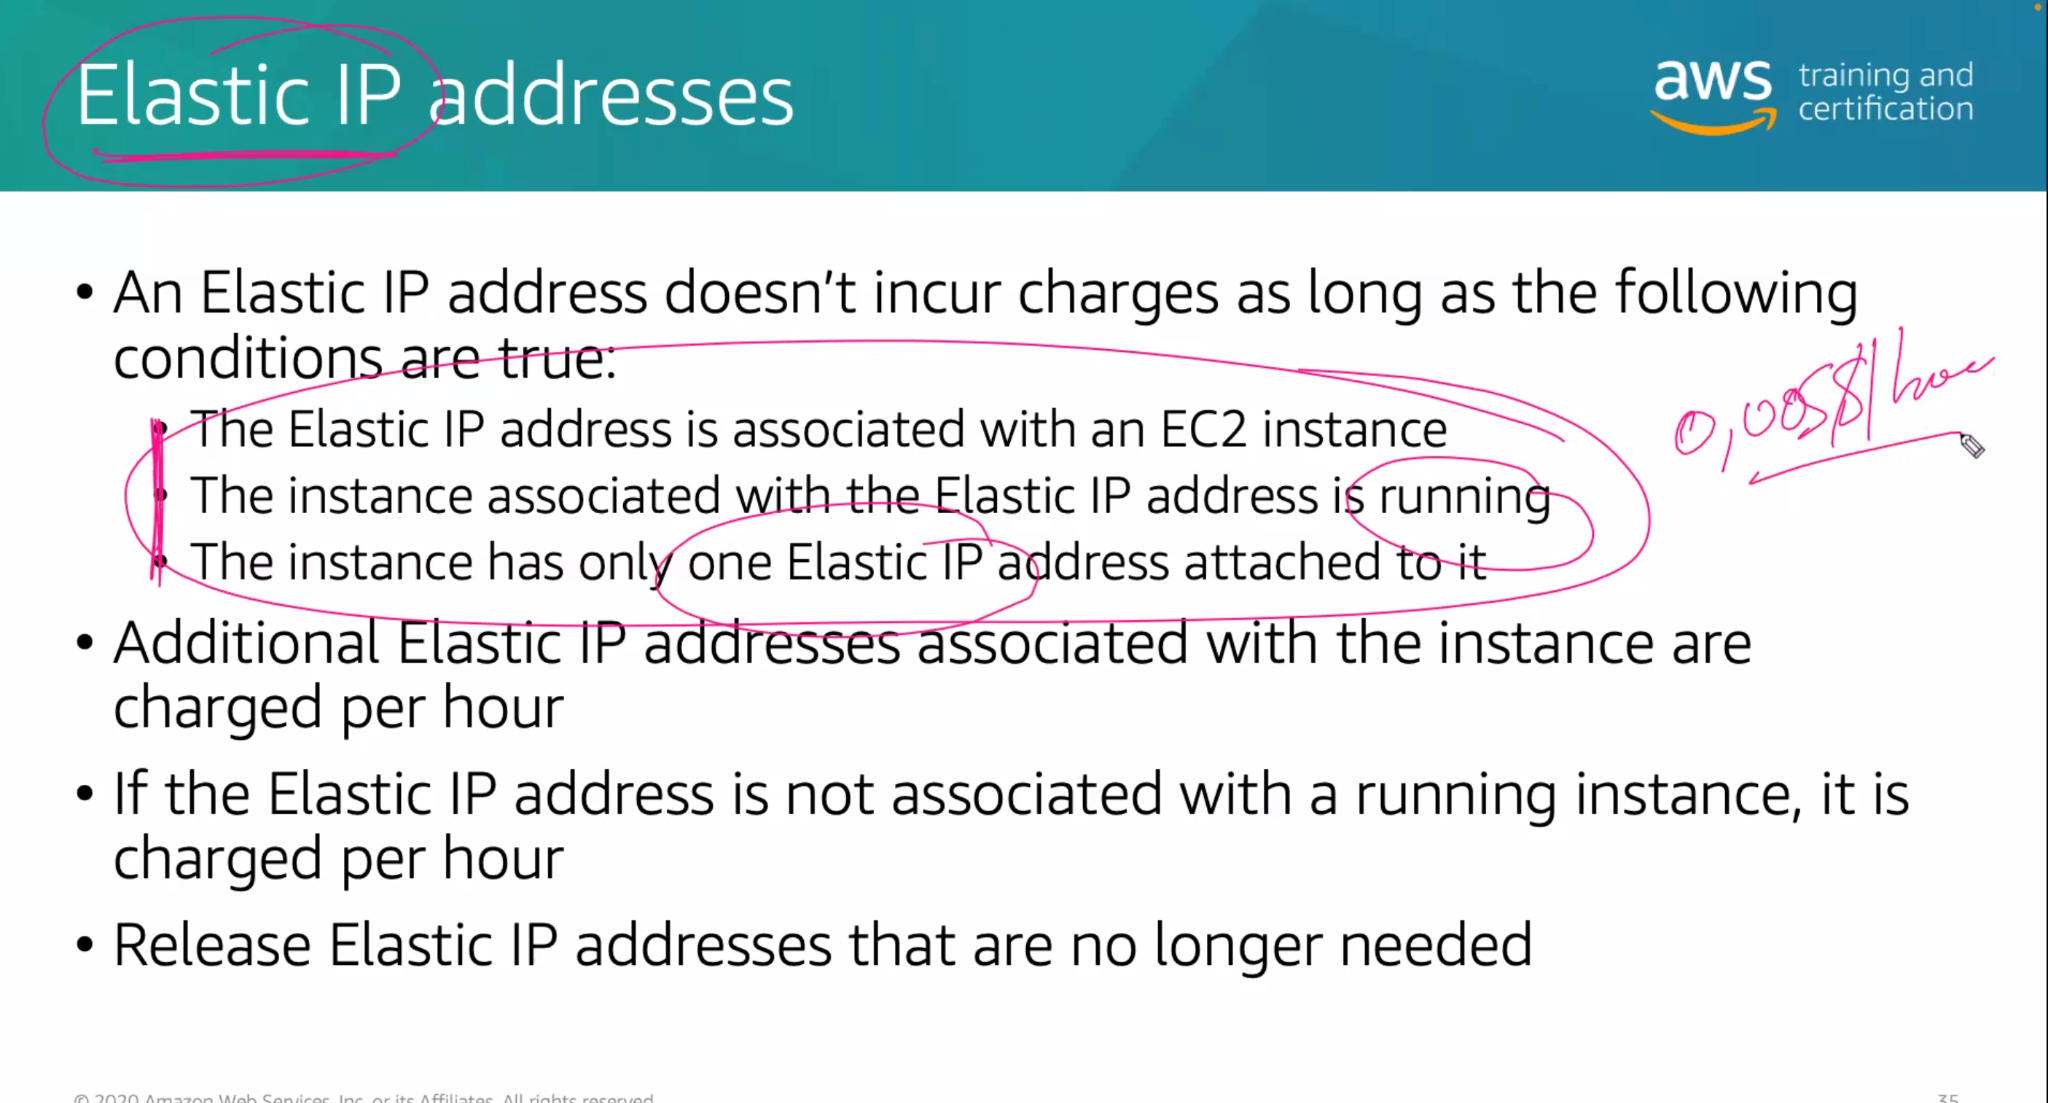 Elastic IP addresses
aws training and
certification
• An Elastic IP address doesn't incur charges as long as the following
conditions are true:
0,005$/hour
• The Elastic IP address is associated with an EC2 instance
• The instance associated with the Elastic IP address is running
• The instance has only one Elastic IP address attached to it
• Additional Elastic IP addresses associated with the instance are
charged per hour
• If the Elastic IP address is not associated with a running instance, it is
charged per hour
• Release Elastic IP addresses that are no longer needed
© 2020 Amazon Web Services, Inc. or its Affiliates. All rights reserved.
35